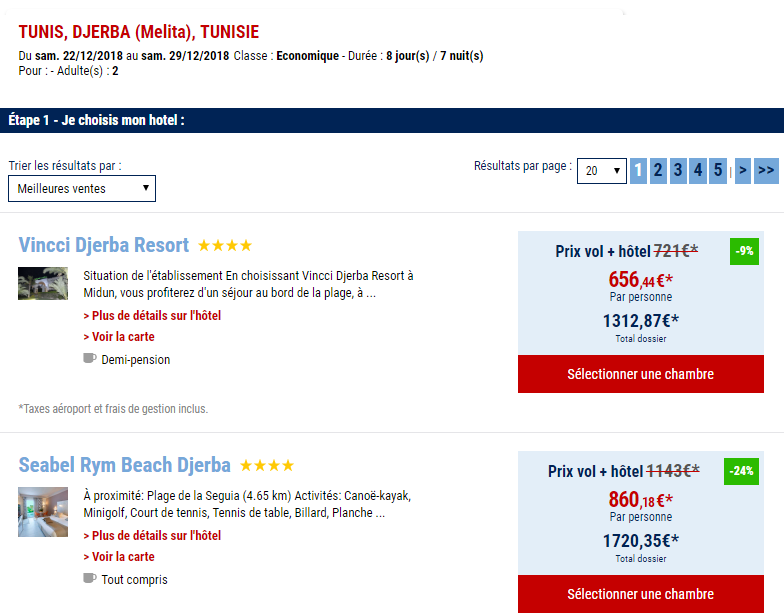 TUNIS, DJERBA (Melita), TUNISIE
Du sam. 22/12/2018 au sam. 29/12/2018 Classe : Economique - Durée : 8 jour(s) / 7 nuit(s)
Pour : - Adulte(s) : 2
Étape 1 - Je choisis mon hotel :
Trier les résultats par :
Meilleures ventes
Résultats par page : 20 1 2 3 4 5 | > >>
Vincci Djerba Resort
Situation de l'établissement En choisissant Vincci Djerba Resort à
Midun, vous profiterez d'un séjour au bord de la plage, à ...
> Plus de détails sur l'hôtel
> Voir la carte
Demi-pension
Prix vol + hôtel 721€*
-9%
656,44€*
Par personne
1312,87€*
Total dossier
Sélectionner une chambre
*Taxes aéroport et frais de gestion inclus.
Seabel Rym Beach Djerba
À proximité: Plage de la Seguia (4.65 km) Activités: Canoë-kayak,
Minigolf, Court de tennis, Tennis de table, Billard, Planche ...
> Plus de détails sur l'hôtel
> Voir la carte
Tout compris
Prix vol + hôtel 1143€*
-24%
860,18€*
Par personne
1720,35€*
Total dossier
Sélectionner une chambre